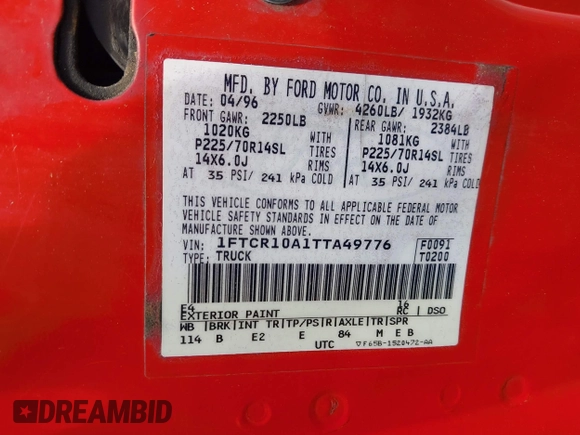 MFD. BY FORD MOTOR CO. IN U.S.A.
DATE: 04/96 GVWR: 4260LB/ 1932KG
FRONT GAWR: 2250LB REAR GAWR: 2384LB
1020KG WITH 1081KG WITH
P225/70R14SL TIRES P225/70R14SL TIRES
14X6.0J RIMS 14X6.0J RIMS
AT 35 PSI/ 241 kPa COLD AT 35 PSI/ 241 kPa COLD
THIS VEHICLE CONFORMS TO ALL APPLICABLE FEDERAL MOTOR
VEHICLE SAFETY STANDARDS IN EFFECT ON THE DATE OF
MANUFACTURE SHOWN ABOVE.
VIN: 1FTCR10A1TTA49776 F0091
TYPE: TRUCK T0200
E4 16
EXTERIOR PAINT RC | DSO
WB |BRK|INT TR|TP/PS|R|AXLE|TR|SPR
114 B E2 E 84 M E B
UTC ▽F65B-1520472-AA
DREAMBID